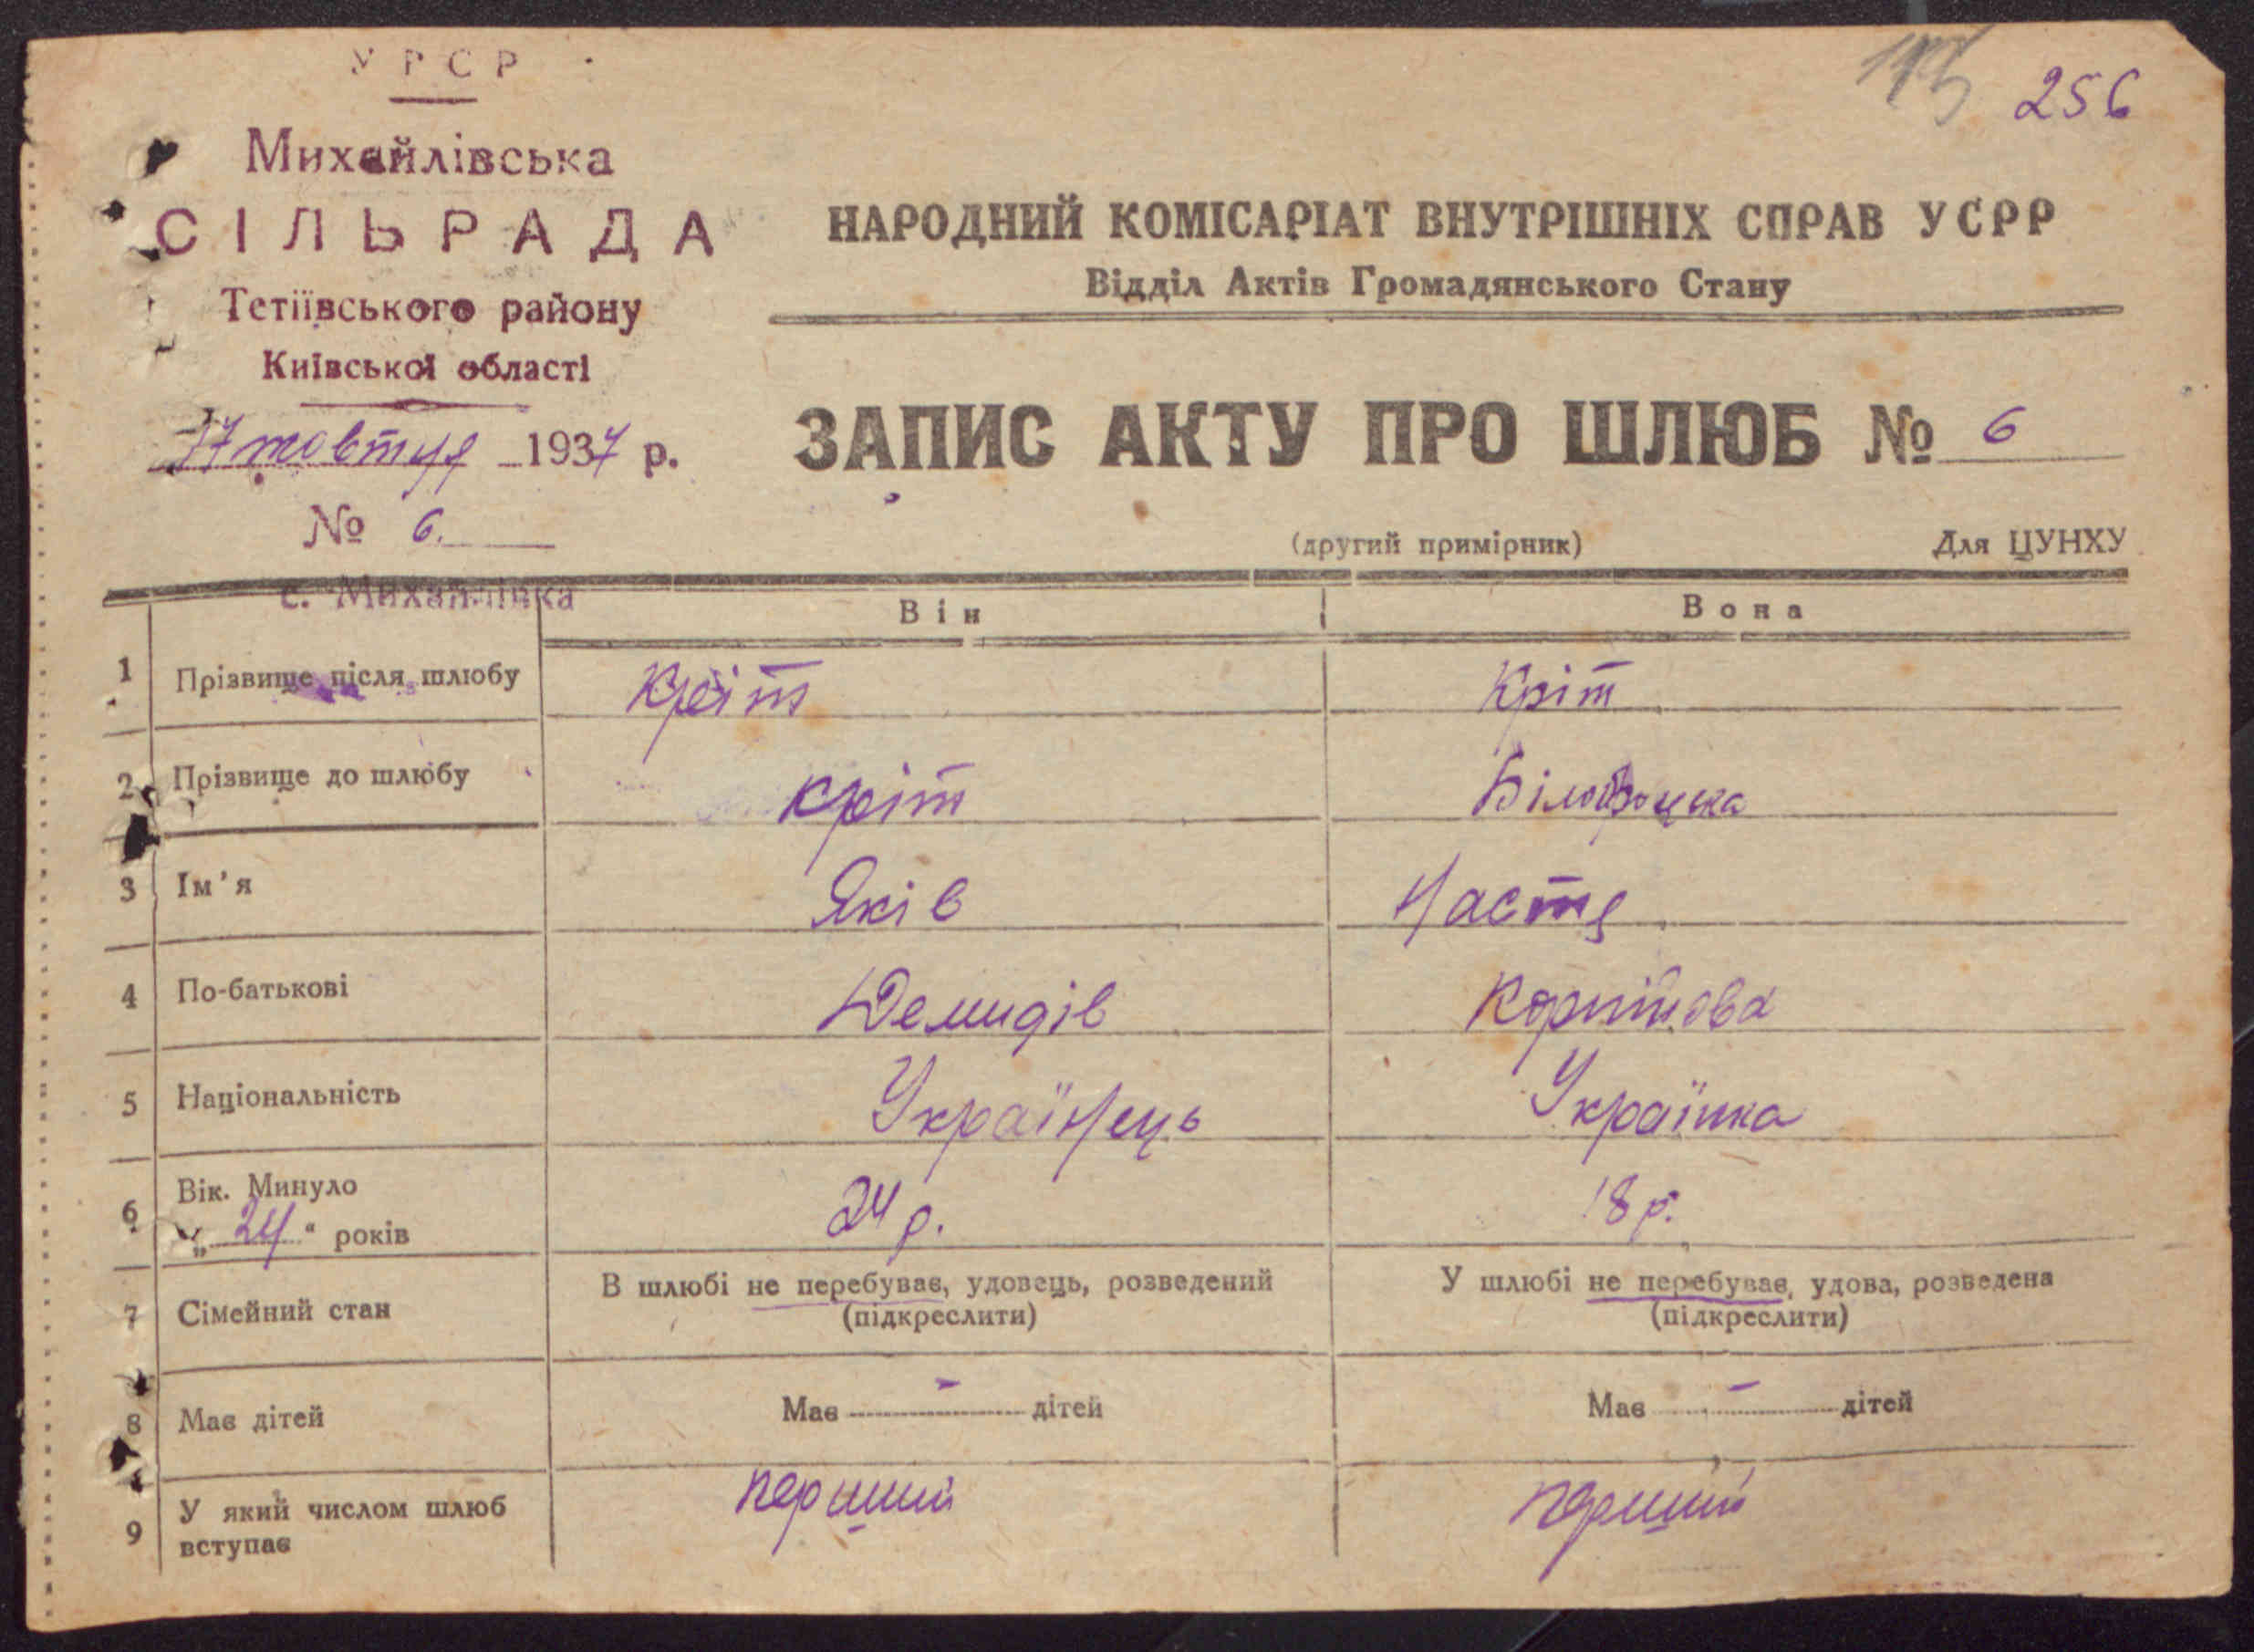 УРСР
256
Михайлівська
СІЛЬРАДА
Тетіївського району
Київської області
17 жовтня 1937 р.
№ 6.
с. Михайлівка
НАРОДНИЙ КОМІСАРІАТ ВНУТРІШНІХ СПРАВ УСРР
Відділ Актів Громадянського Стану
ЗАПИС АКТУ ПРО ШЛЮБ № 6
(другий примірник) Для ЦУНХУ
Він Вона
1 Прізвище після шлюбу Кріт Кріт
2 Прізвище до шлюбу Кріт
3 Ім'я Яків Настя
4 По-батькові Демидів Корнійова
5 Національність Українець Українка
6 Вік. Минуло
„24“ років 24 р. 18 р.
7 Сімейний стан В шлюбі не перебував, удовець, розведений У шлюбі не перебував, удова, розведена
(підкреслити) (підкреслити)
8 Має дітей Має - дітей Має - дітей
9 У який числом шлюб
вступає перший перший